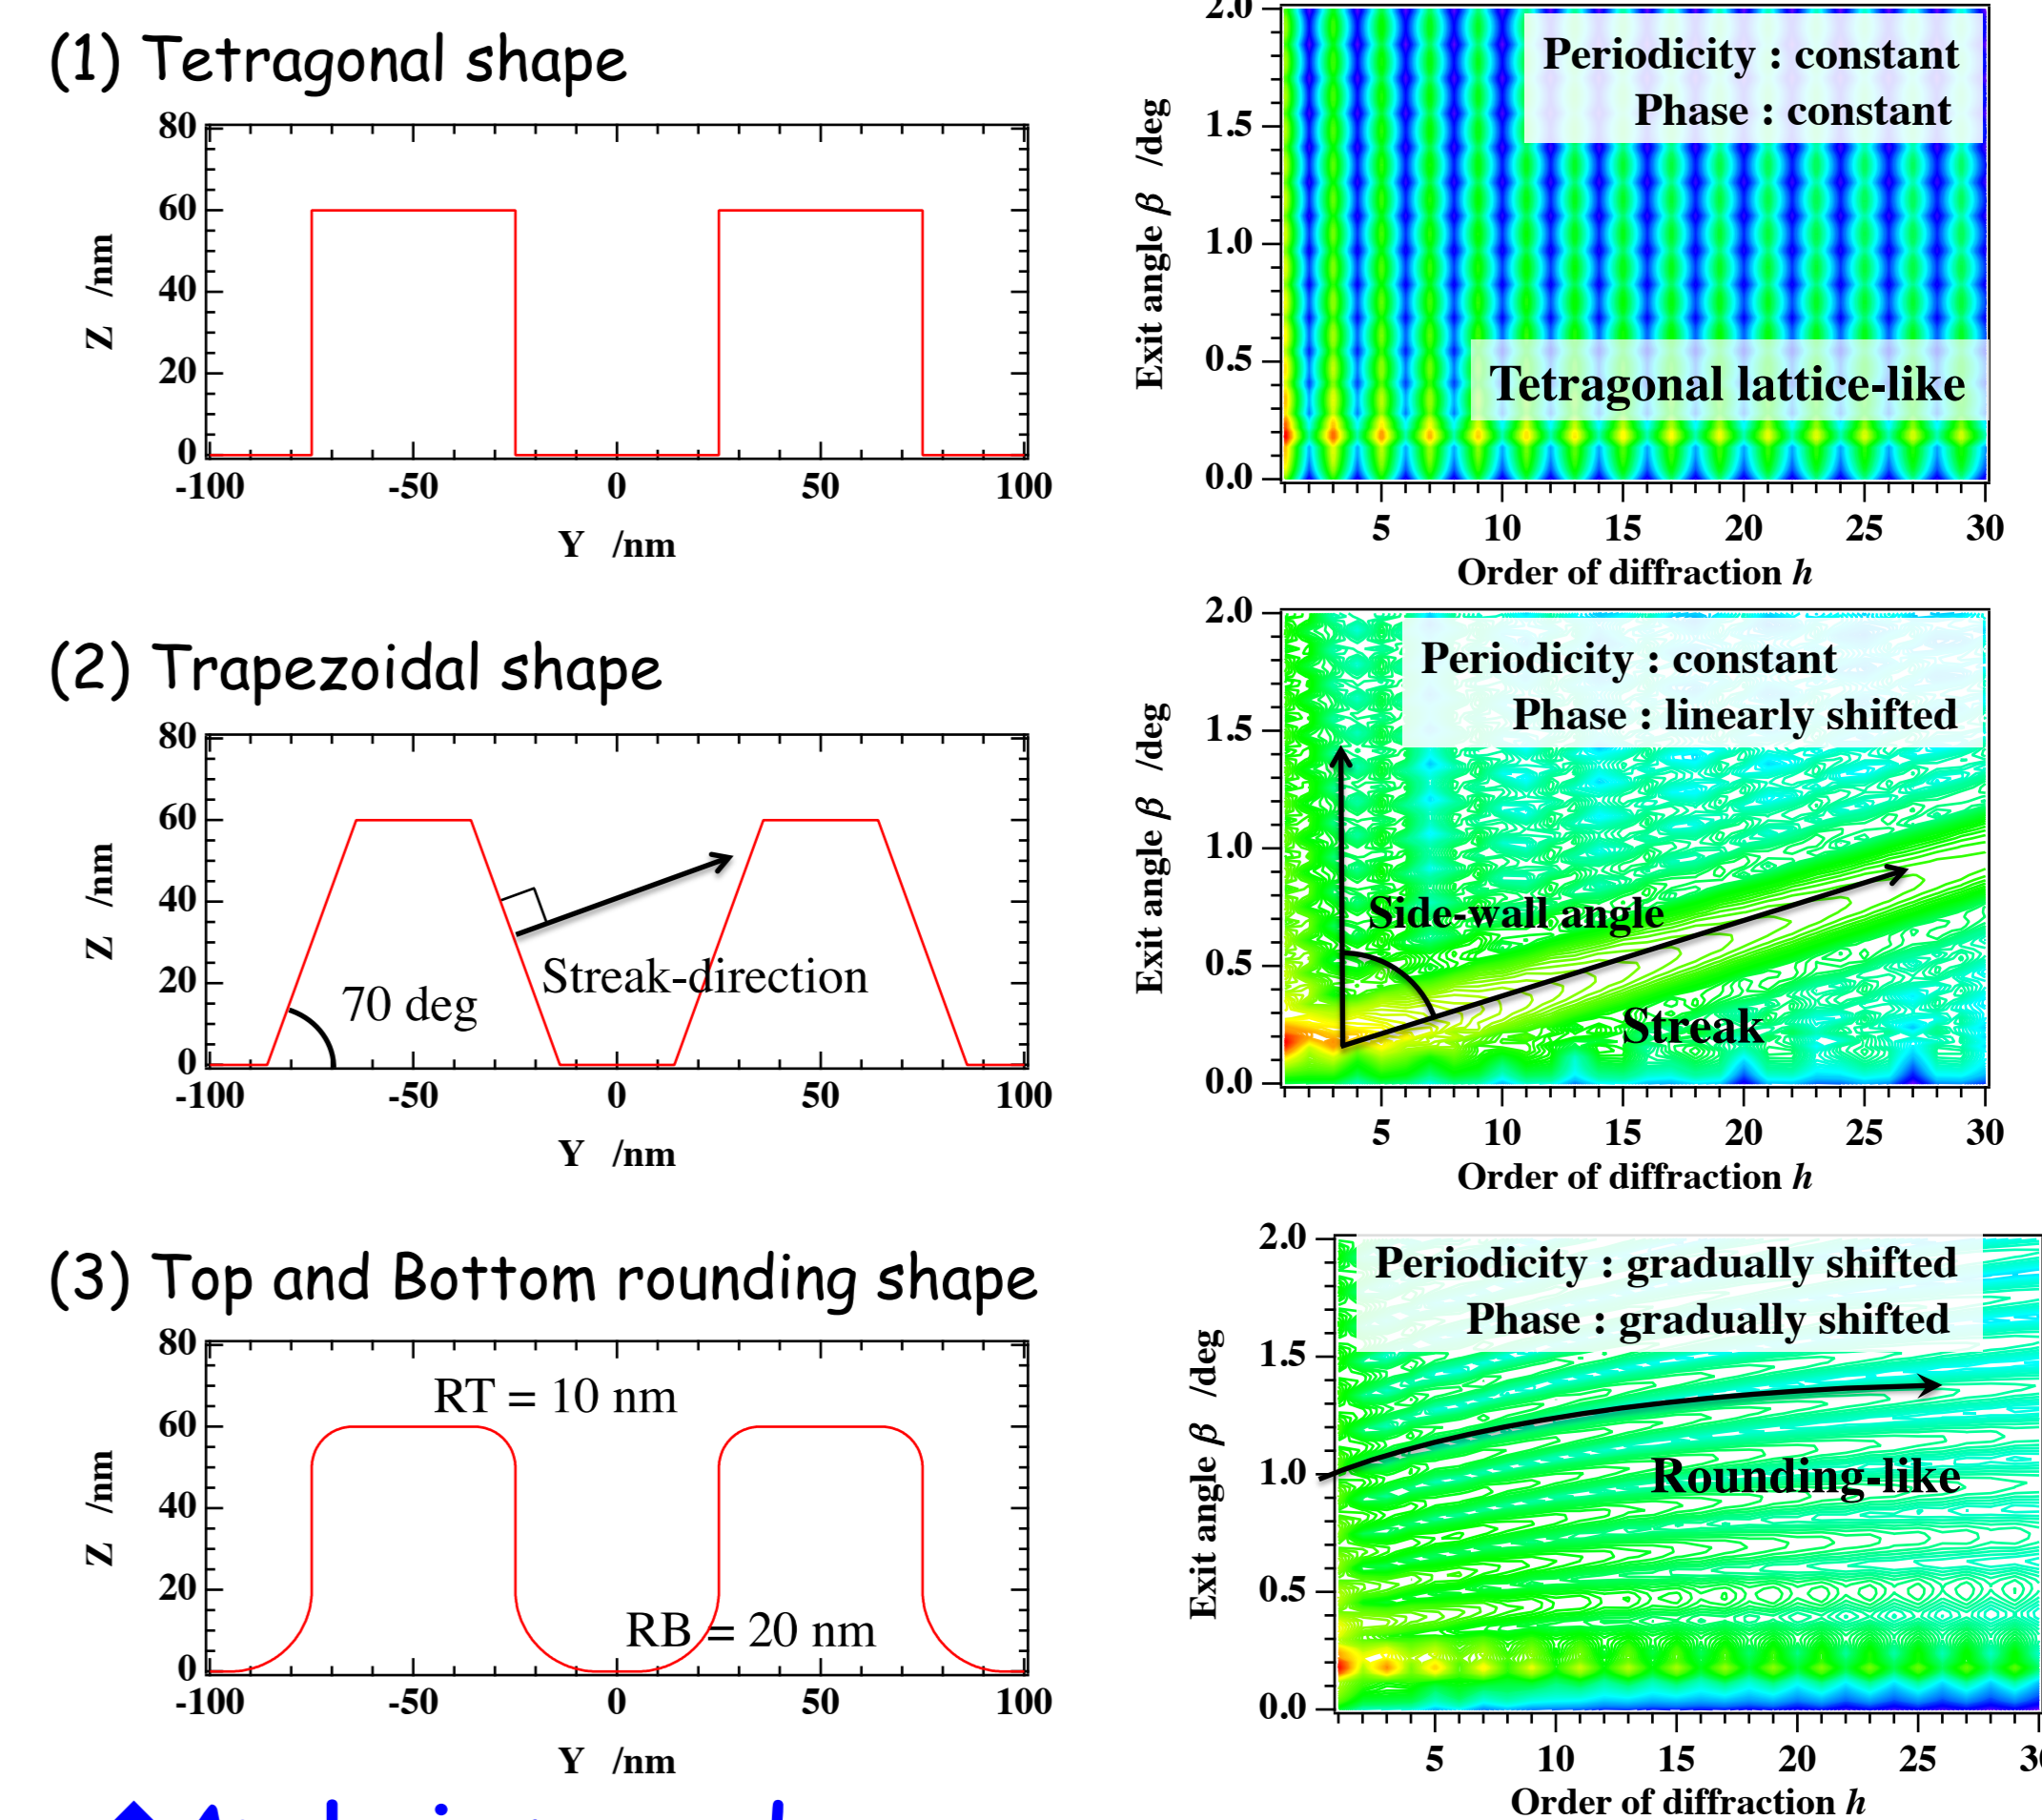 (1) Tetragonal shape
80
60
40
20
0
-100 -50 0 50 100
Z /nm
Y /nm
2.0
1.5
1.0
0.5
0.0
5 10 15 20 25 30
Exit angle β /deg
Order of diffraction h
Periodicity : constant
Phase : constant
Tetragonal lattice-like
(2) Trapezoidal shape
80
60
40
20
0
-100 -50 0 50 100
Z /nm
Y /nm
70 deg
Streak-direction
2.0
1.5
1.0
0.5
0.0
5 10 15 20 25 30
Exit angle β /deg
Order of diffraction h
Periodicity : constant
Phase : linearly shifted
Side-wall angle
Streak
(3) Top and Bottom rounding shape
80
60
40
20
0
-100 -50 0 50 100
Z /nm
Y /nm
RT = 10 nm
RB = 20 nm
2.0
1.5
1.0
0.5
0.0
5 10 15 20 25
Exit angle β /deg
Order of diffraction h
Periodicity : gradually shifted
Phase : gradually shifted
Rounding-like